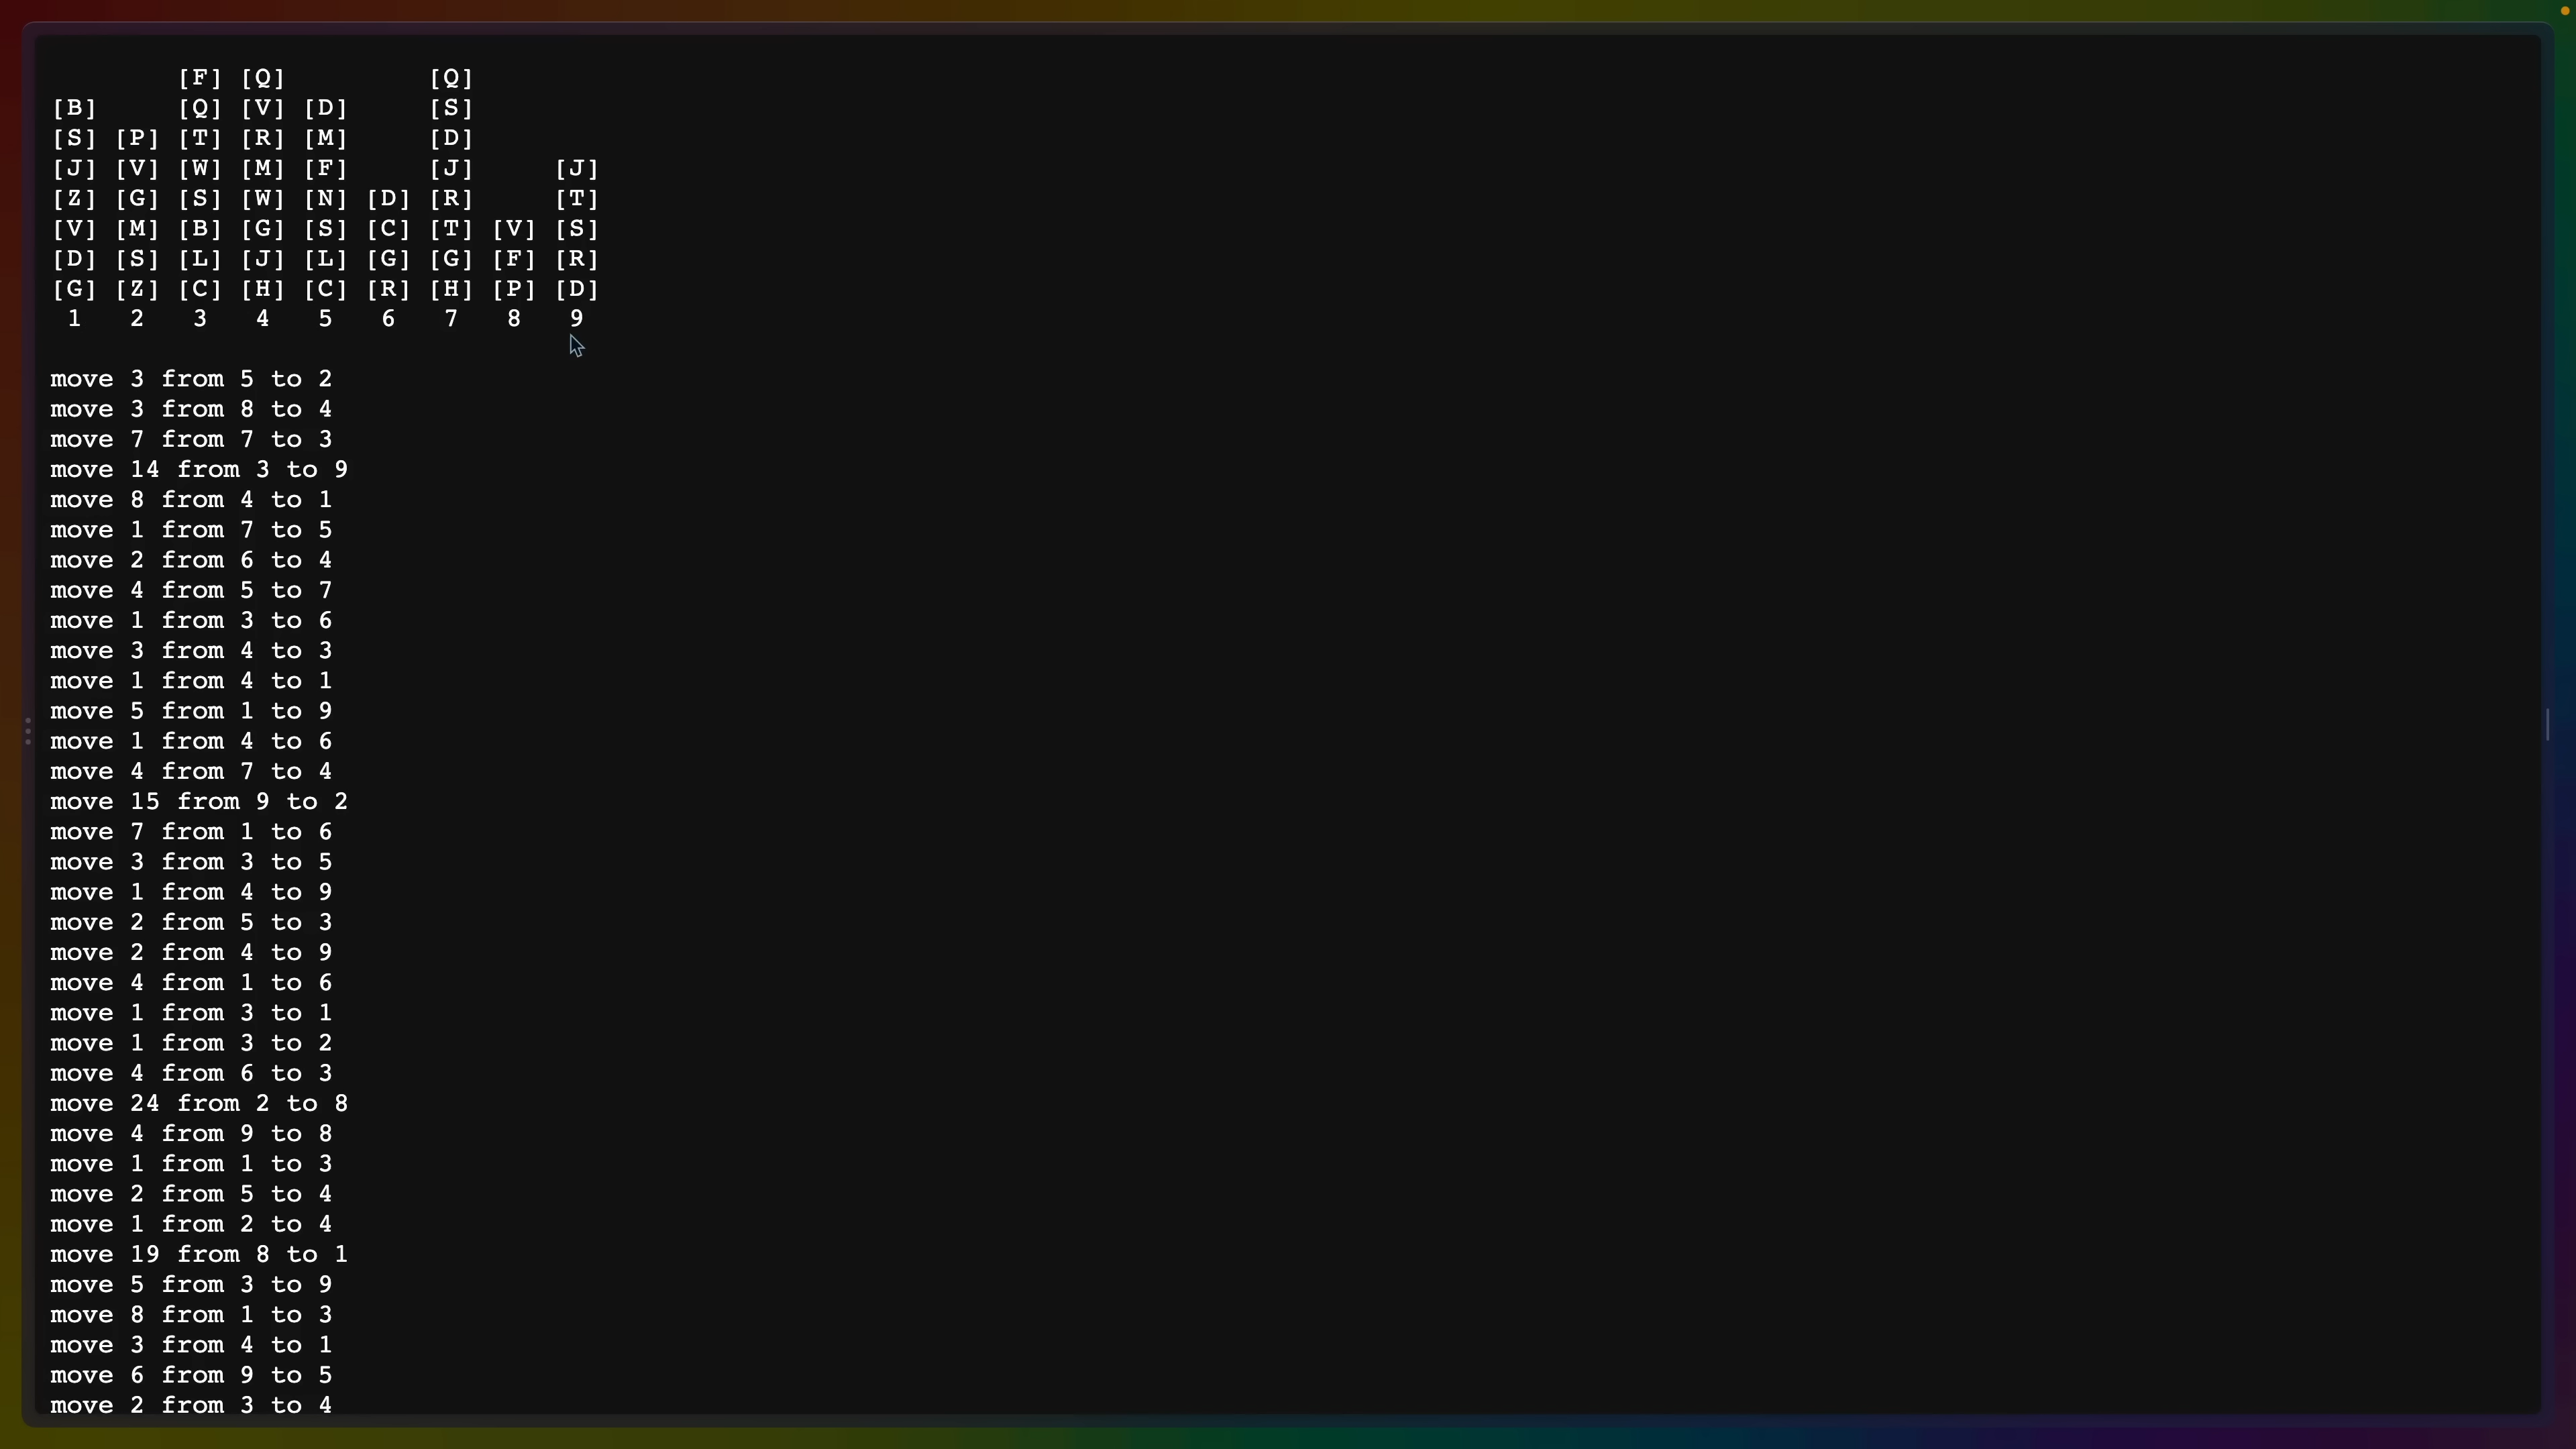 [F] [Q]         [Q]
[B]     [Q] [V] [D]     [S]
[S] [P] [T] [R] [M]     [D]
[J] [V] [W] [M] [F]     [J]     [J]
[Z] [G] [S] [W] [N] [D] [R]     [T]
[V] [M] [B] [G] [S] [C] [T] [V] [S]
[D] [S] [L] [J] [L] [G] [G] [F] [R]
[G] [Z] [C] [H] [C] [R] [H] [P] [D]
 1   2   3   4   5   6   7   8   9
move 3 from 5 to 2
move 3 from 8 to 4
move 7 from 7 to 3
move 14 from 3 to 9
move 8 from 4 to 1
move 1 from 7 to 5
move 2 from 6 to 4
move 4 from 5 to 7
move 1 from 3 to 6
move 3 from 4 to 3
move 1 from 4 to 1
move 5 from 1 to 9
move 1 from 4 to 6
move 4 from 7 to 4
move 15 from 9 to 2
move 7 from 1 to 6
move 3 from 3 to 5
move 1 from 4 to 9
move 2 from 5 to 3
move 2 from 4 to 9
move 4 from 1 to 6
move 1 from 3 to 1
move 1 from 3 to 2
move 4 from 6 to 3
move 24 from 2 to 8
move 4 from 9 to 8
move 1 from 1 to 3
move 2 from 5 to 4
move 1 from 2 to 4
move 19 from 8 to 1
move 5 from 3 to 9
move 8 from 1 to 3
move 3 from 4 to 1
move 6 from 9 to 5
move 2 from 3 to 4